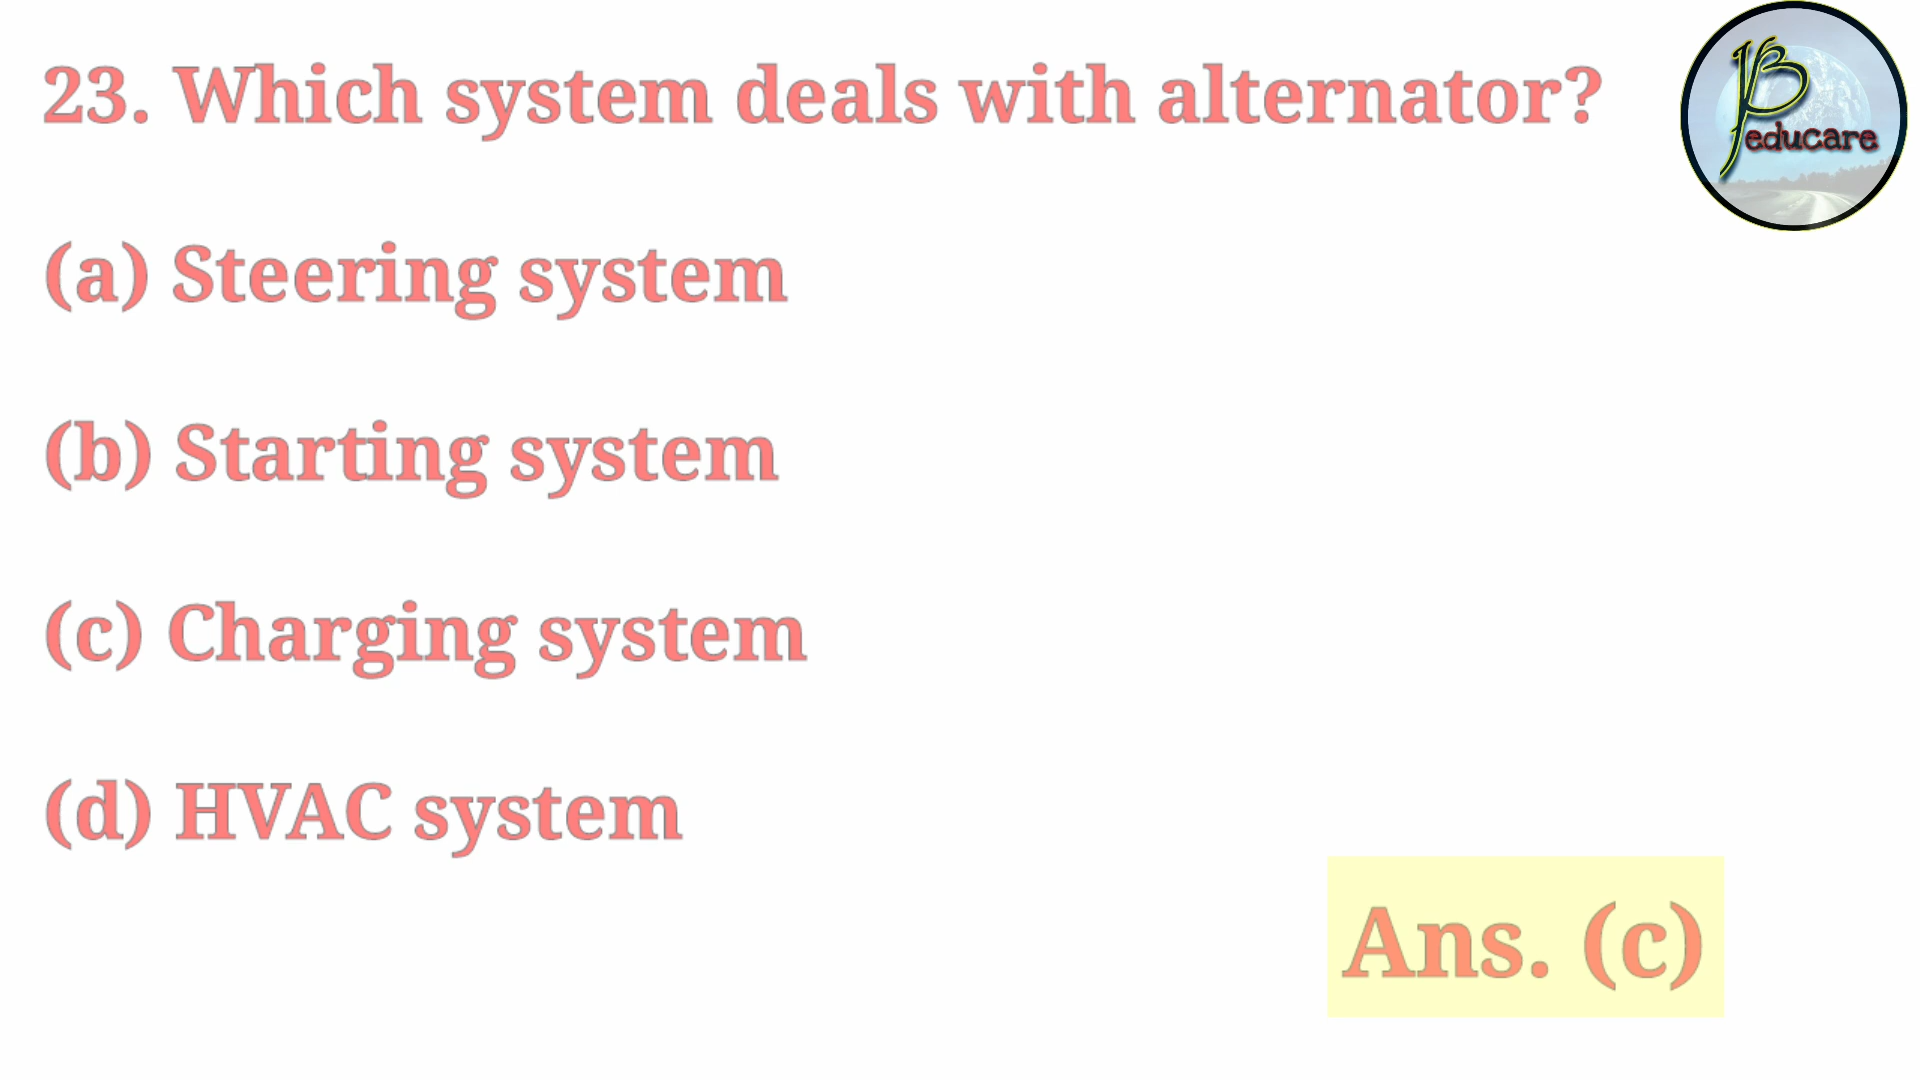 23. Which system deals with alternator?
(a) Steering system
(b) Starting system
(c) Charging system
(d) HVAC system
Ans. (c)
educare